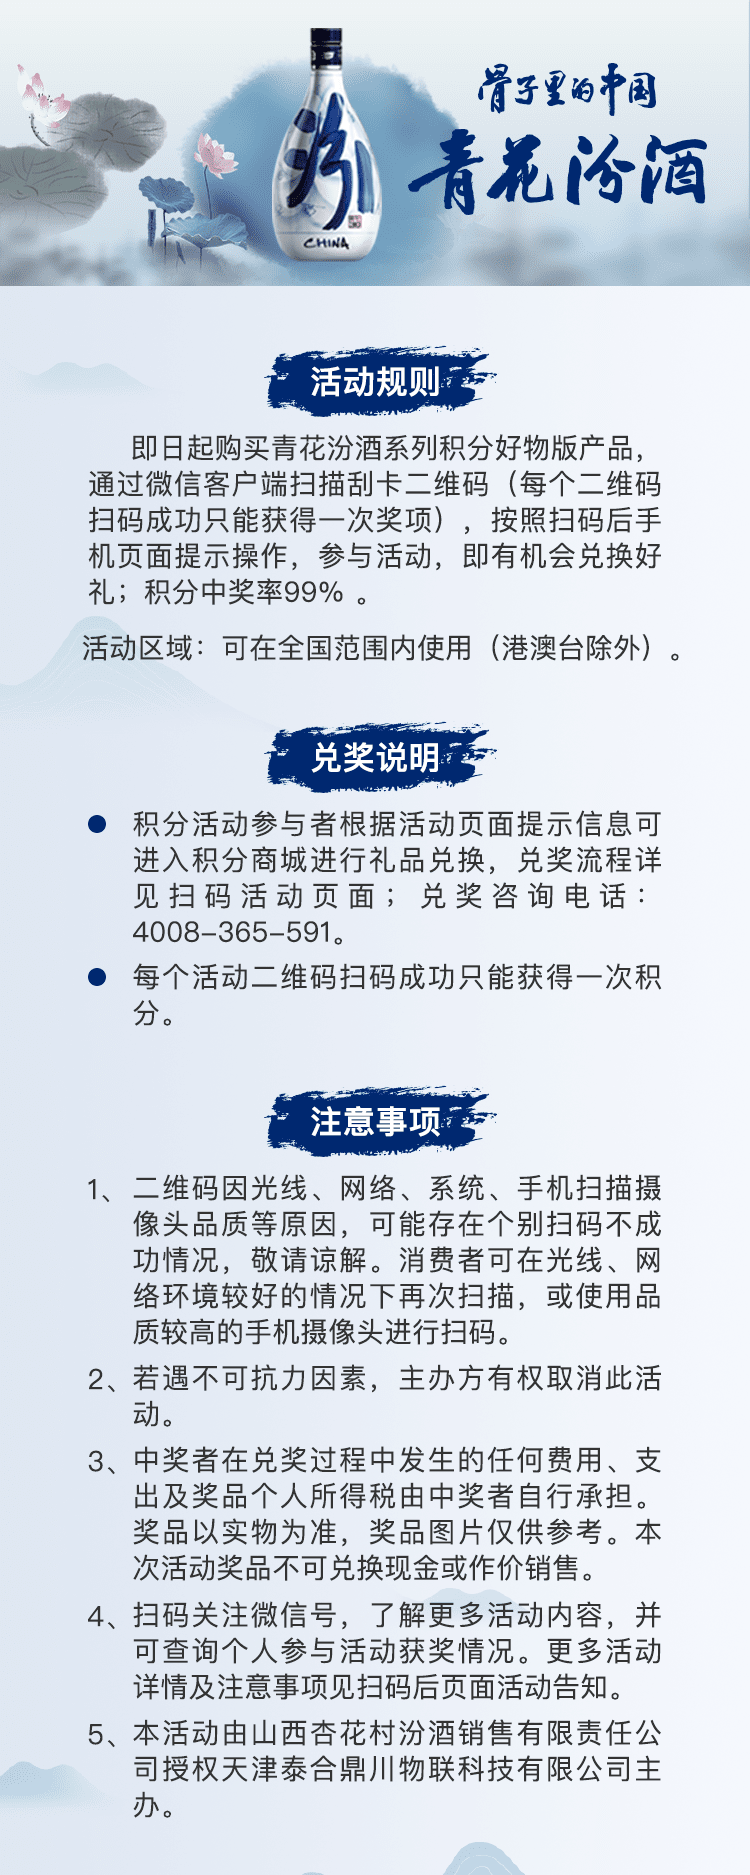 骨子里的中国
青花汾酒
汾
CHINA
活动规则
即日起购买青花汾酒系列积分好物版产品，
通过微信客户端扫描刮卡二维码（每个二维码
扫码成功只能获得一次奖项），按照扫码后手
机页面提示操作，参与活动，即有机会兑换好
礼；积分中奖率99% 。
活动区域：可在全国范围内使用（港澳台除外）。
兑奖说明
积分活动参与者根据活动页面提示信息可
进入积分商城进行礼品兑换，兑奖流程详
见扫码活动页面；兑奖咨询电话：
4008-365-591。
每个活动二维码扫码成功只能获得一次积
分。
注意事项
1、二维码因光线、网络、系统、手机扫描摄
像头品质等原因，可能存在个别扫码不成
功情况，敬请谅解。消费者可在光线、网
络环境较好的情况下再次扫描，或使用品
质较高的手机摄像头进行扫码。
2、若遇不可抗力因素，主办方有权取消此活
动。
3、中奖者在兑奖过程中发生的任何费用、支
出及奖品个人所得税由中奖者自行承担。
奖品以实物为准，奖品图片仅供参考。本
次活动奖品不可兑换现金或作价销售。
4、扫码关注微信号，了解更多活动内容，并
可查询个人参与活动获奖情况。更多活动
详情及注意事项见扫码后页面活动告知。
5、本活动由山西杏花村汾酒销售有限责任公
司授权天津泰合鼎川物联科技有限公司主
办。